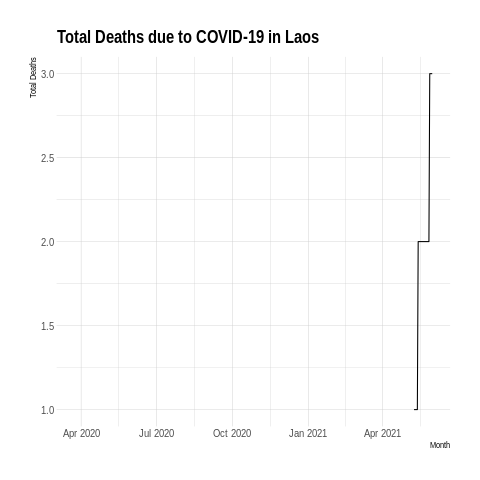 Total Deaths due to COVID-19 in Laos
Total Deaths
3.0
2.5
2.0
1.5
1.0
Apr 2020 Jul 2020 Oct 2020 Jan 2021 Apr 2021
Month